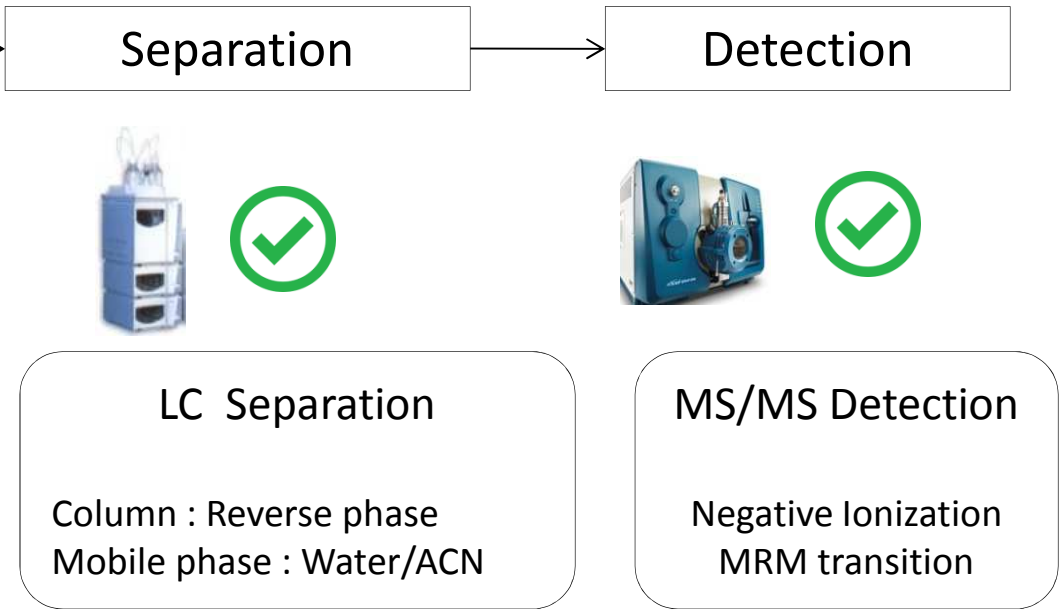 Separation
Detection
LC Separation
Column : Reverse phase
Mobile phase : Water/ACN
MS/MS Detection
Negative Ionization
MRM transition